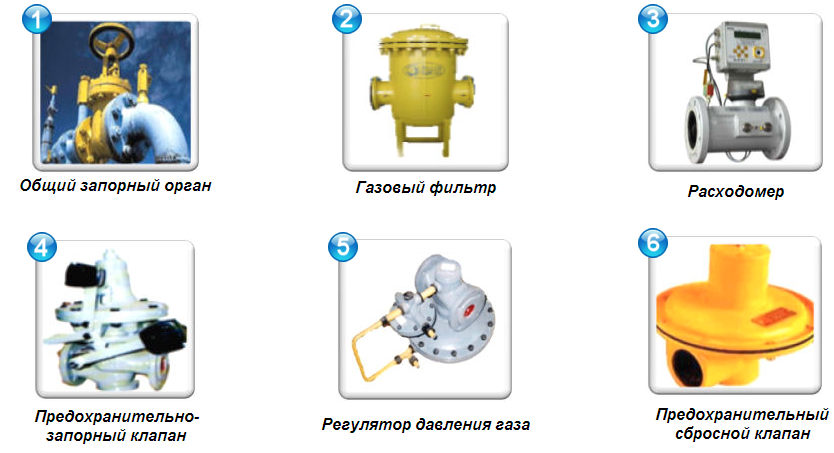 1
2
3
Общий запорный орган
Газовый фильтр
Расходомер
4
5
6
Предохранительно-
запорный клапан
Регулятор давления газа
Предохранительный
сбросной клапан